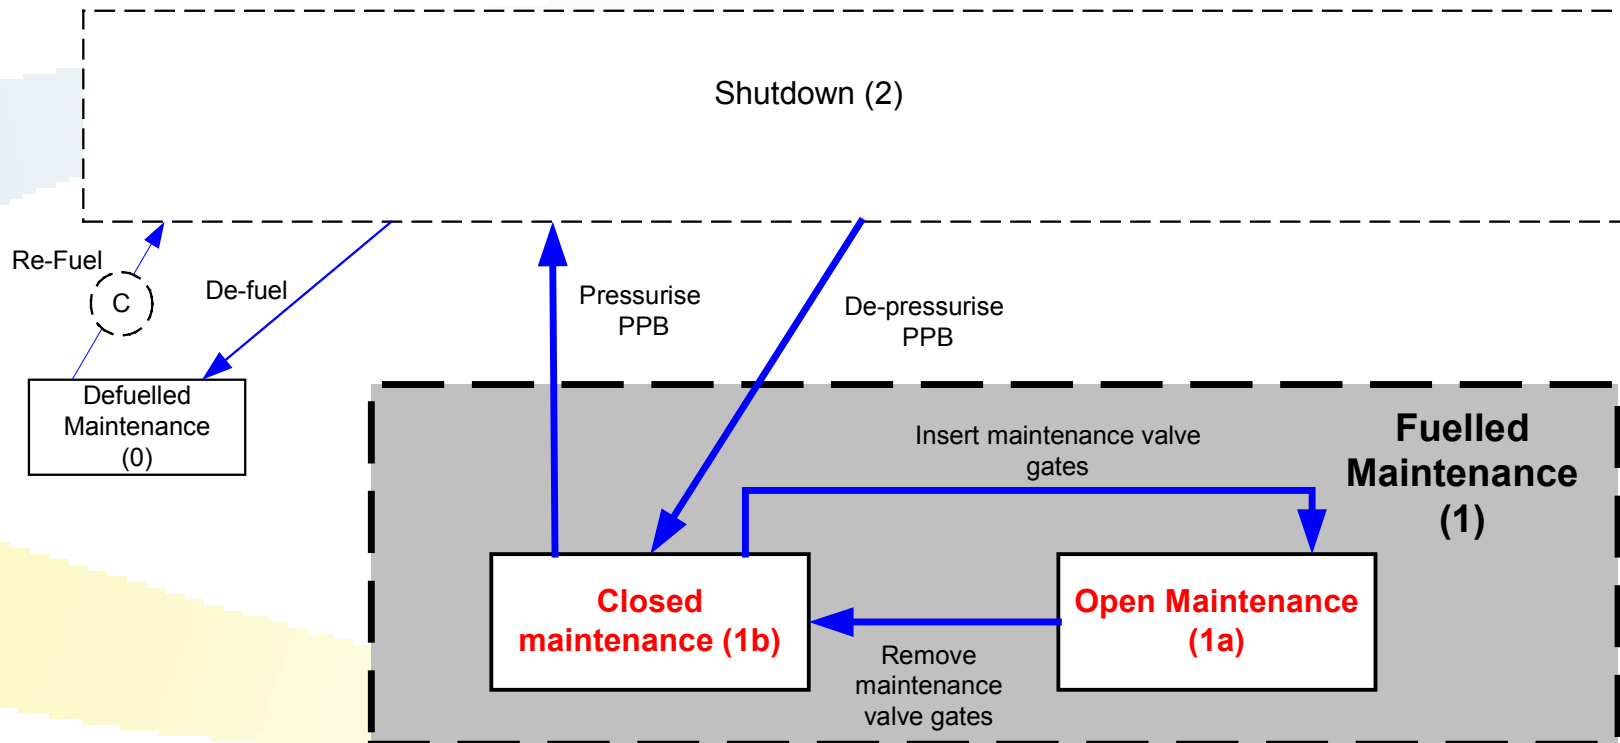 Shutdown (2)
Re-Fuel
C
De-fuel
Pressurise
PPB
De-pressurise
PPB
Defuelled
Maintenance
(0)
Fuelled
Maintenance
(1)
Insert maintenance valve
gates
Closed
maintenance (1b)
Open Maintenance
(1a)
Remove
maintenance
valve gates